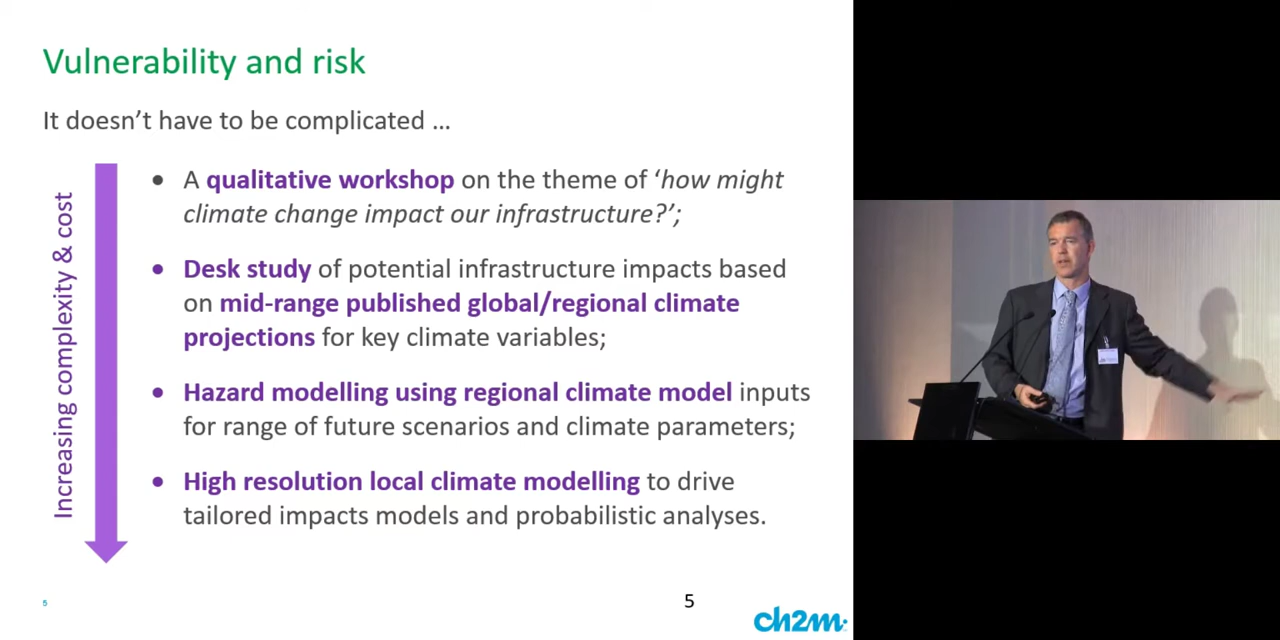 Vulnerability and risk
It doesn’t have to be complicated …
Increasing complexity & cost
● A qualitative workshop on the theme of ‘how might
climate change impact our infrastructure?’;
● Desk study of potential infrastructure impacts based
on mid-range published global/regional climate
projections for key climate variables;
● Hazard modelling using regional climate model inputs
for range of future scenarios and climate parameters;
● High resolution local climate modelling to drive
tailored impacts models and probabilistic analyses.
5
5
ch2m